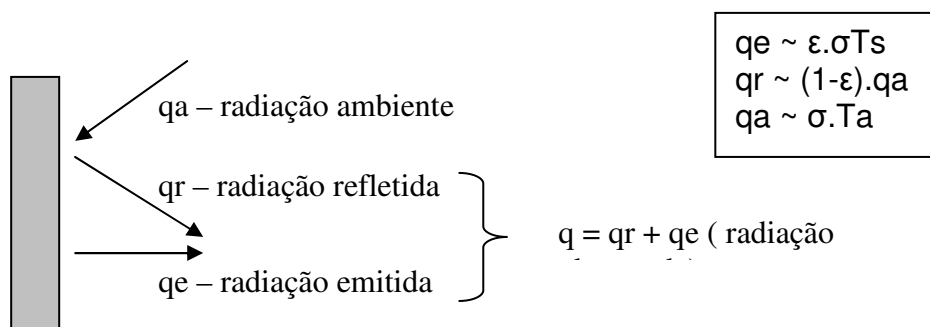 qe ~ ε.σTs
qr ~ (1-ε).qa
qa ~ σ.Ta
qa – radiação ambiente
qr – radiação refletida
q = qr + qe ( radiação
qe – radiação emitida